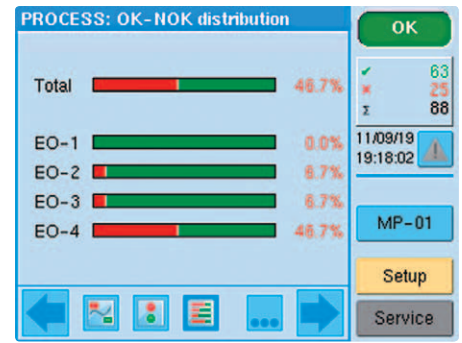 PROCESS: OK-NOK distribution
Total 46.7%
EO-1 0.0%
EO-2 6.7%
EO-3 6.7%
EO-4 46.7%
OK
✔ 63
✖ 25
Σ 88
11/09/19
19:18:02
MP-01
Setup
Service
...